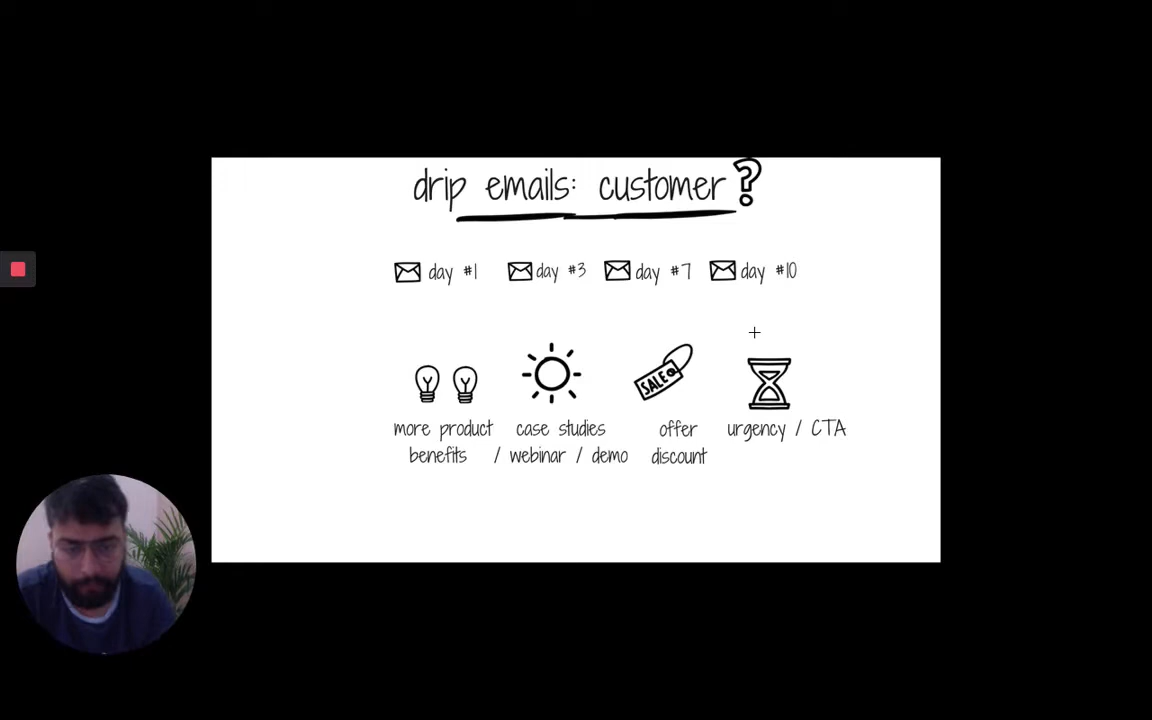 drip emails: customer?
day #1 day #3 day #7 day #10
SALE
more product case studies offer urgency / CTA
benefits / webinar / demo discount